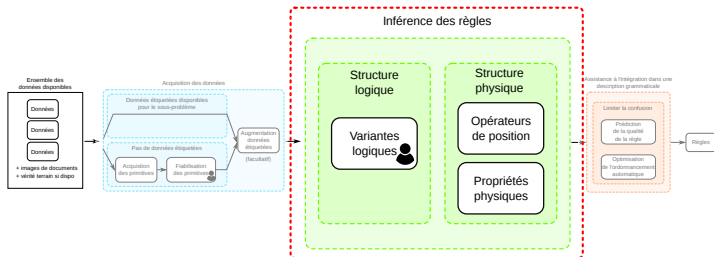 Inférence des règles
Ensemble des
données disponibles
Données
Données
Données
+ images de documents
+ vérité terrain si dispo
Acquisition des données
Données étiquetées disponibles
pour le sous-problème
Pas de données étiquetées
Acquisition
des primitives
Fiabilisation
des primitives
Augmentation
données
étiquetées
(facultatif)
Structure
logique
Variantes
logiques
Structure
physique
Opérateurs
de position
Propriétés
physiques
Assistance à l'intégration dans une
description grammaticale
Limiter la confusion
Prédiction
de la qualité
de la règle
Optimisation
de l'ordonnancement
automatique
Règles